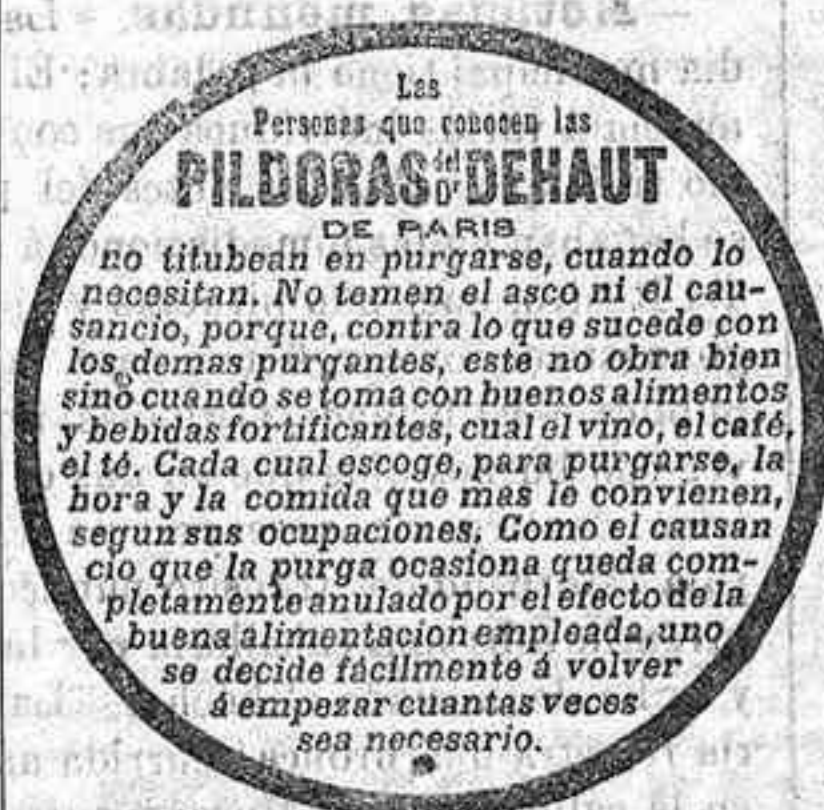 Las
Personas que conocen las
PILDORAS del Dr DEHAUT
DE PARIS
no titubean en purgarse, cuando lo
necesitan. No temen el asco ni el cau-
sancio, porque, contra lo que sucede con
los demas purgantes, este no obra bien
sino cuando se toma con buenos alimentos
y bebidas fortificantes, cual el vino, el café,
el té. Cada cual escoge, para purgarse, la
hora y la comida que mas le convienen,
segun sus ocupaciones. Como el causan
cio que la purga ocasiona queda com-
pletamente anulado por el efecto de la
buena alimentacion empleada, uno
se decide fácilmente á volver
á empezar cuantas veces
sea necesario.